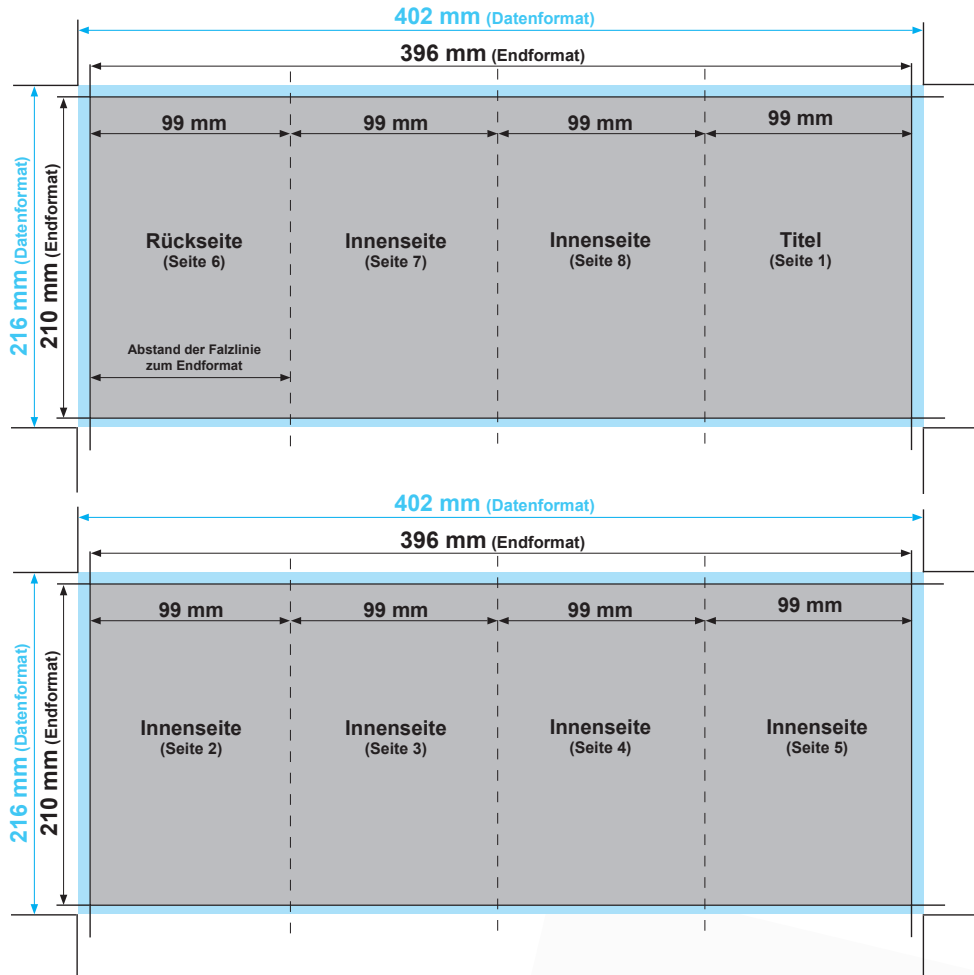 402 mm (Datenformat)
396 mm (Endformat)
99 mm 99 mm 99 mm 99 mm
216 mm (Datenformat)
210 mm (Endformat)
Rückseite Innenseite Innenseite Titel
(Seite 6) (Seite 7) (Seite 8) (Seite 1)
Abstand der Falzlinie
zum Endformat
402 mm (Datenformat)
396 mm (Endformat)
99 mm 99 mm 99 mm 99 mm
216 mm (Datenformat)
210 mm (Endformat)
Innenseite Innenseite Innenseite Innenseite
(Seite 2) (Seite 3) (Seite 4) (Seite 5)